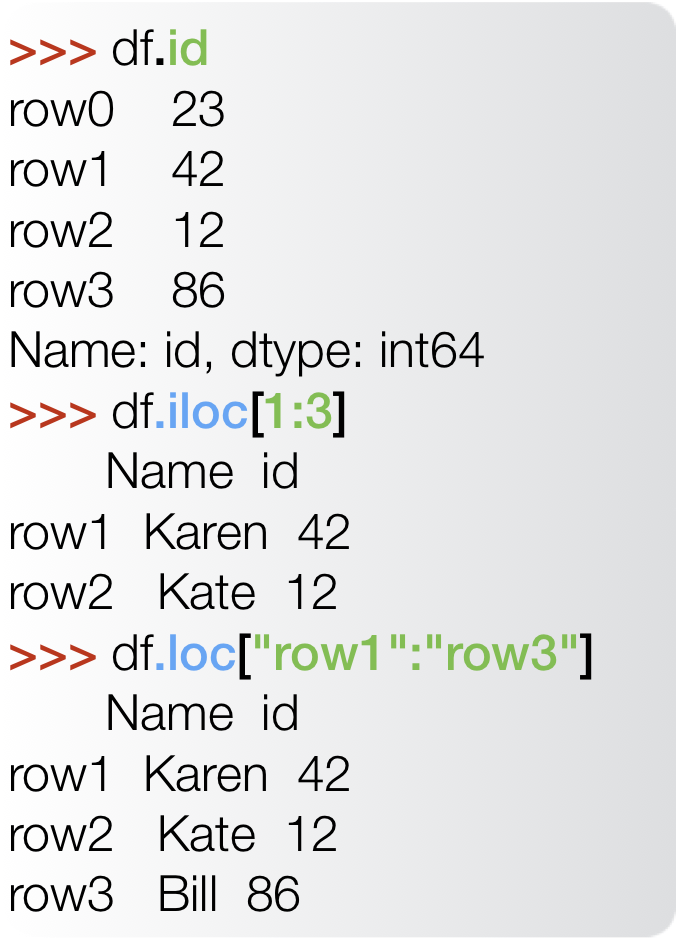 >>> df.id
row0 23
row1 42
row2 12
row3 86
Name: id, dtype: int64
>>> df.iloc[1:3]
Name id
row1 Karen 42
row2 Kate 12
>>> df.loc["row1":"row3"]
Name id
row1 Karen 42
row2 Kate 12
row3 Bill 86